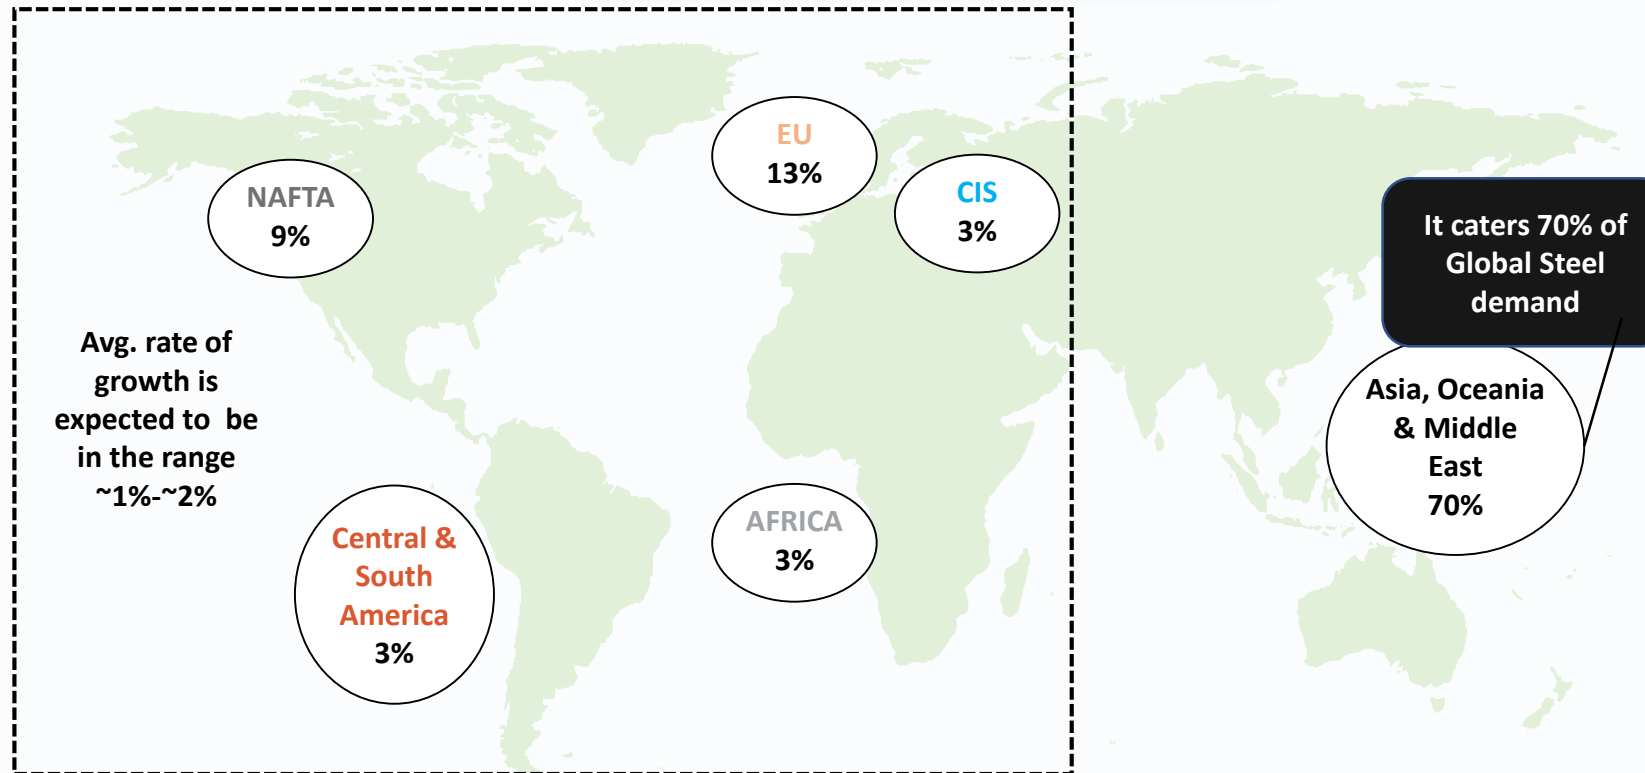 EU
13%
CIS
3%
NAFTA
9%
It caters 70% of
Global Steel
demand
Avg. rate of
growth is
expected to  be
in the range
~1%-~2%
Asia, Oceania
& Middle
East
70%
Central &
South
America
3%
AFRICA
3%